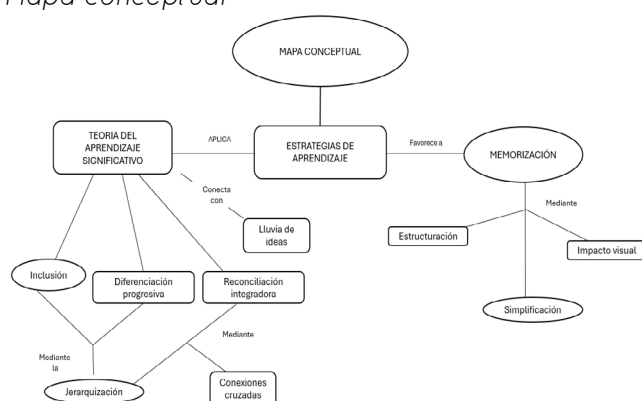 Mapa conceptual
MAPA CONCEPTUAL
TEORIA DEL
APRENDIZAJE
SIGNIFICATIVO
APLICA
ESTRATEGIAS DE
APRENDIZAJE
Favorece a
MEMORIZACIÓN
Conecta
con
Lluvia de
ideas
Mediante
Estructuración
Impacto visual
Simplificación
Inclusión
Diferenciación
progresiva
Reconciliación
integradora
Mediante
la
Mediante
Jerarquización
Conexiones
cruzadas